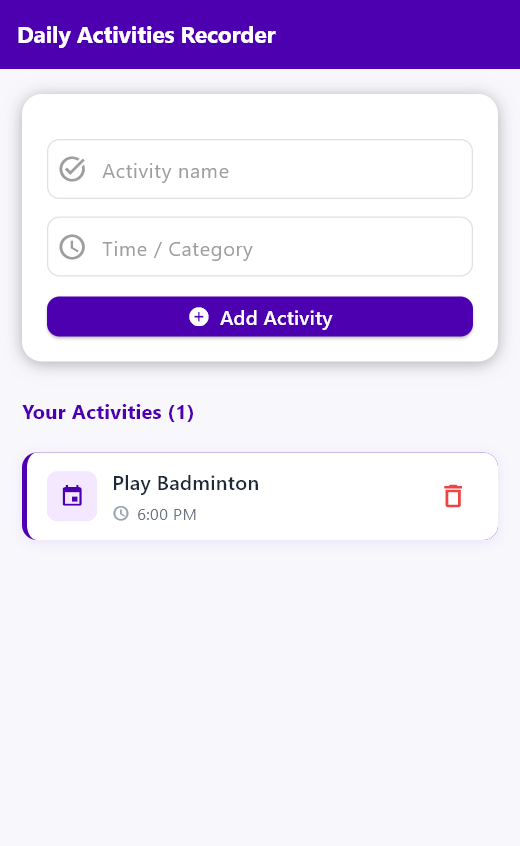 Daily Activities Recorder
Activity name
Time / Category
Add Activity
Your Activities (1)
Play Badminton
6:00 PM